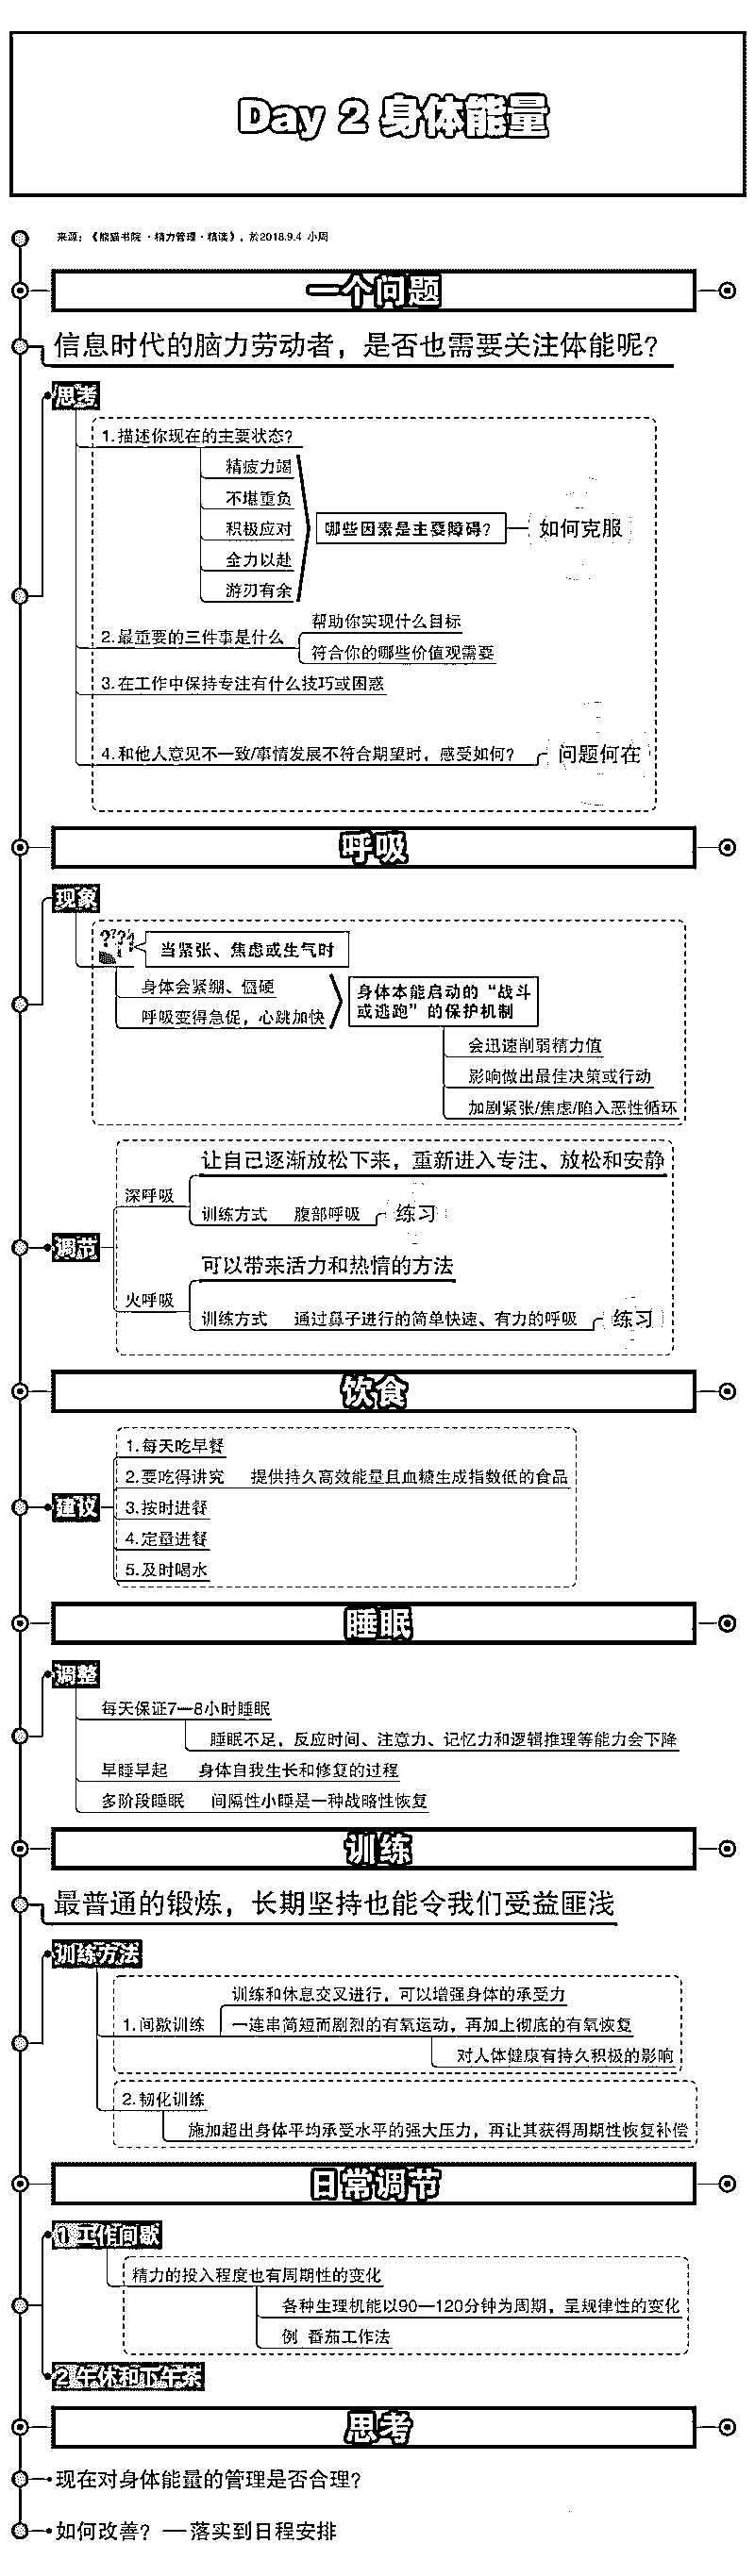 Day 2 身体能量
来源:《熊猫书院·精力管理·精读》,於2018.9.4 小周
一个问题
信息时代的脑力劳动者,是否也需要关注体能呢?
思考
1.描述你现在的主要状态?
精疲力竭
不堪重负
积极应对
全力以赴
游刃有余
哪些因素是主要障碍?
如何克服
2.最重要的三件事是什么
帮助你实现什么目标
符合你的哪些价值观需要
3.在工作中保持专注有什么技巧或困惑
4.和他人意见不一致/事情发展不符合期望时,感受如何?
问题何在
呼吸
现象
???!
当紧张、焦虑或生气时
身体会紧绷、僵硬
呼吸变得急促,心跳加快
身体本能启动的“战斗
或逃跑”的保护机制
会迅速削弱精力值
影响做出最佳决策或行动
加剧紧张/焦虑/陷入恶性循环
调节
深呼吸
让自己逐渐放松下来,重新进入专注、放松和安静
训练方式 腹部呼吸
练习
火呼吸
可以带来活力和热情的方法
训练方式 通过鼻子进行的简单快速、有力的呼吸
练习
饮食
建议
1.每天吃早餐
2.要吃得讲究 提供持久高效能量且血糖生成指数低的食品
3.按时进餐
4.定量进餐
5.及时喝水
睡眠
调整
每天保证7—8小时睡眠
睡眠不足,反应时间、注意力、记忆力和逻辑推理等能力会下降
早睡早起 身体自我生长和修复的过程
多阶段睡眠 间隔性小睡是一种战略性恢复
训练
最普通的锻炼,长期坚持也能令我们受益匪浅
训练方法
1.间歇训练
训练和休息交叉进行,可以增强身体的承受力
一连串简短而剧烈的有氧运动,再加上彻底的有氧恢复
对人体健康有持久积极的影响
2.韧化训练
施加超出身体平均承受水平的强大压力,再让其获得周期性恢复补偿
日常调节
1 工作间歇
精力的投入程度也有周期性的变化
各种生理机能以90—120分钟为周期,呈规律性的变化
例 番茄工作法
2 午休和下午茶
思考
现在对身体能量的管理是否合理?
如何改善? —落实到日程安排